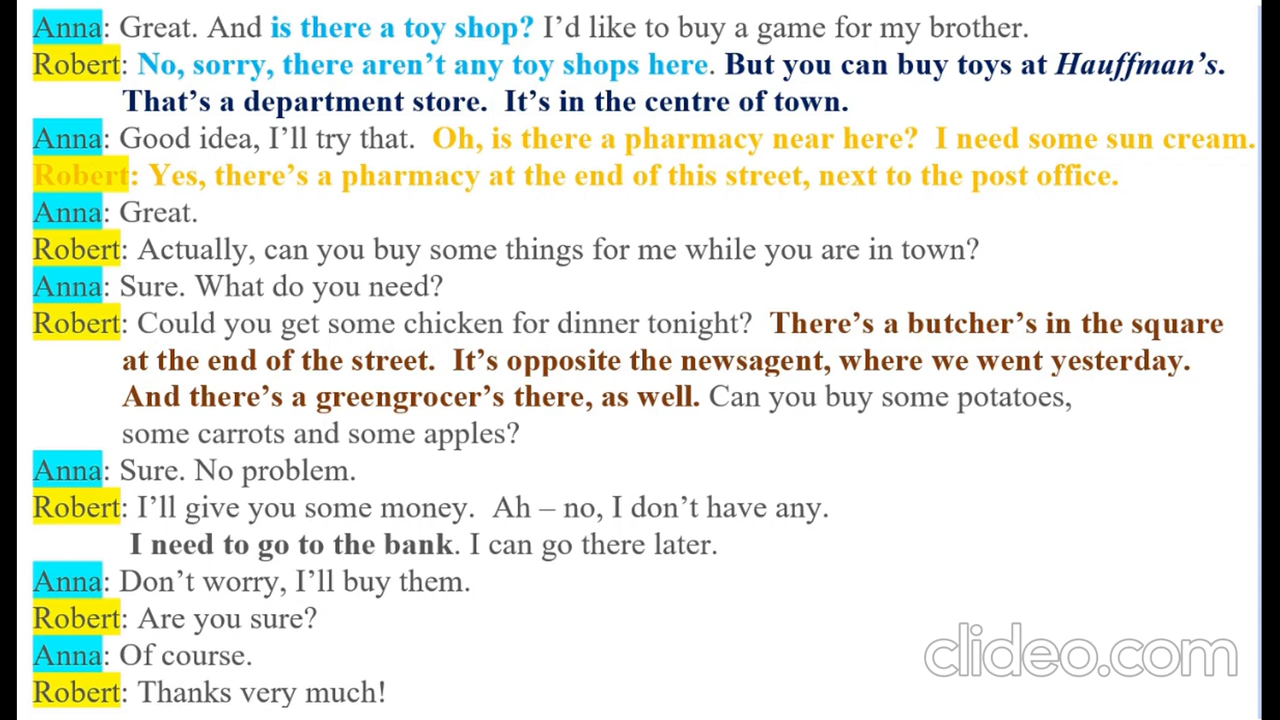 Anna: Great. And is there a toy shop? I'd like to buy a game for my brother.
Robert: No, sorry, there aren't any toy shops here. But you can buy toys at Hauffman's.
That's a department store. It's in the centre of town.
Anna: Good idea, I'll try that. Oh, is there a pharmacy near here? I need some sun cream.
Robert: Yes, there's a pharmacy at the end of this street, next to the post office.
Anna: Great.
Robert: Actually, can you buy some things for me while you are in town?
Anna: Sure. What do you need?
Robert: Could you get some chicken for dinner tonight? There's a butcher's in the square
at the end of the street. It's opposite the newsagent, where we went yesterday.
And there's a greengrocer's there, as well. Can you buy some potatoes,
some carrots and some apples?
Anna: Sure. No problem.
Robert: I'll give you some money. Ah – no, I don't have any.
I need to go to the bank. I can go there later.
Anna: Don't worry, I'll buy them.
Robert: Are you sure?
Anna: Of course.
Robert: Thanks very much!
clideo.com